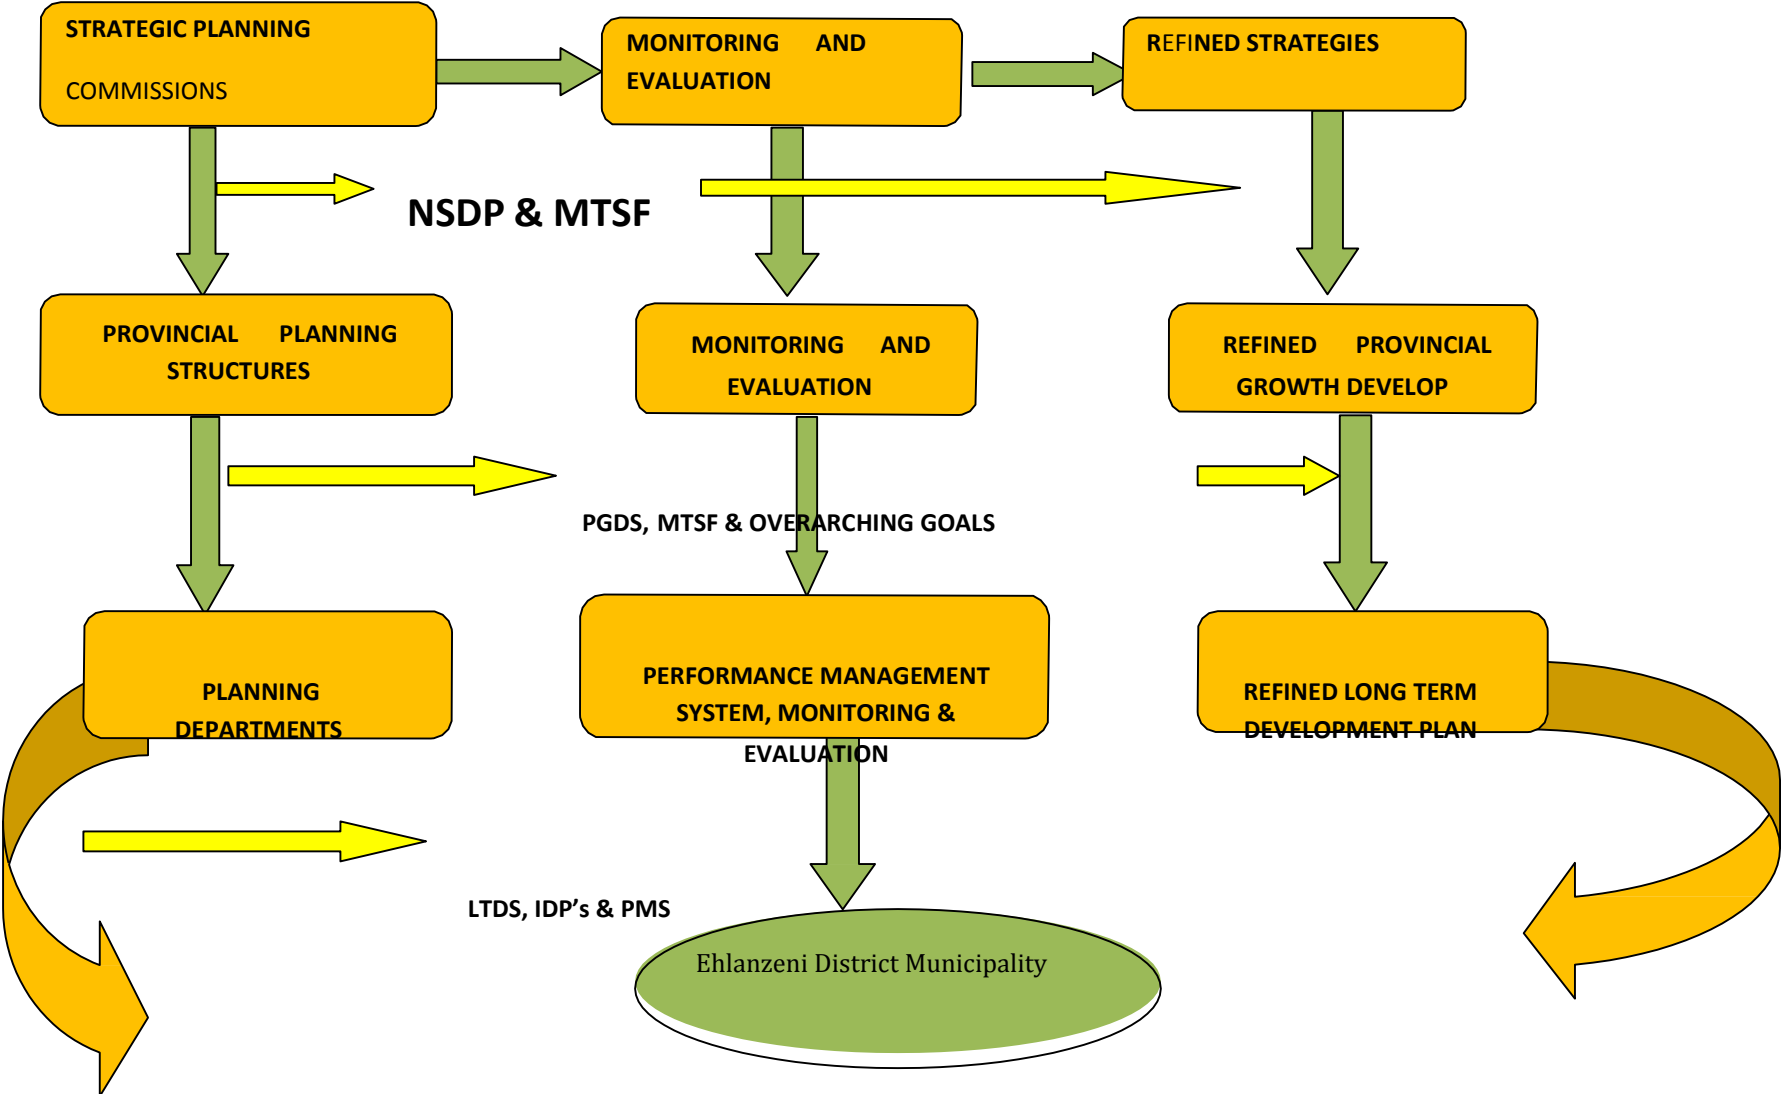 STRATEGIC PLANNING
COMMISSIONS
MONITORING AND
EVALUATION
REFINED STRATEGIES
NSDP & MTSF
PROVINCIAL PLANNING
STRUCTURES
MONITORING AND
EVALUATION
REFINED PROVINCIAL
GROWTH DEVELOP
PGDS, MTSF & OVERARCHING GOALS
PLANNING
DEPARTMENTS
PERFORMANCE MANAGEMENT
SYSTEM, MONITORING &
EVALUATION
REFINED LONG TERM
DEVELOPMENT PLAN
LTDS, IDP’s & PMS
Ehlanzeni District Municipality